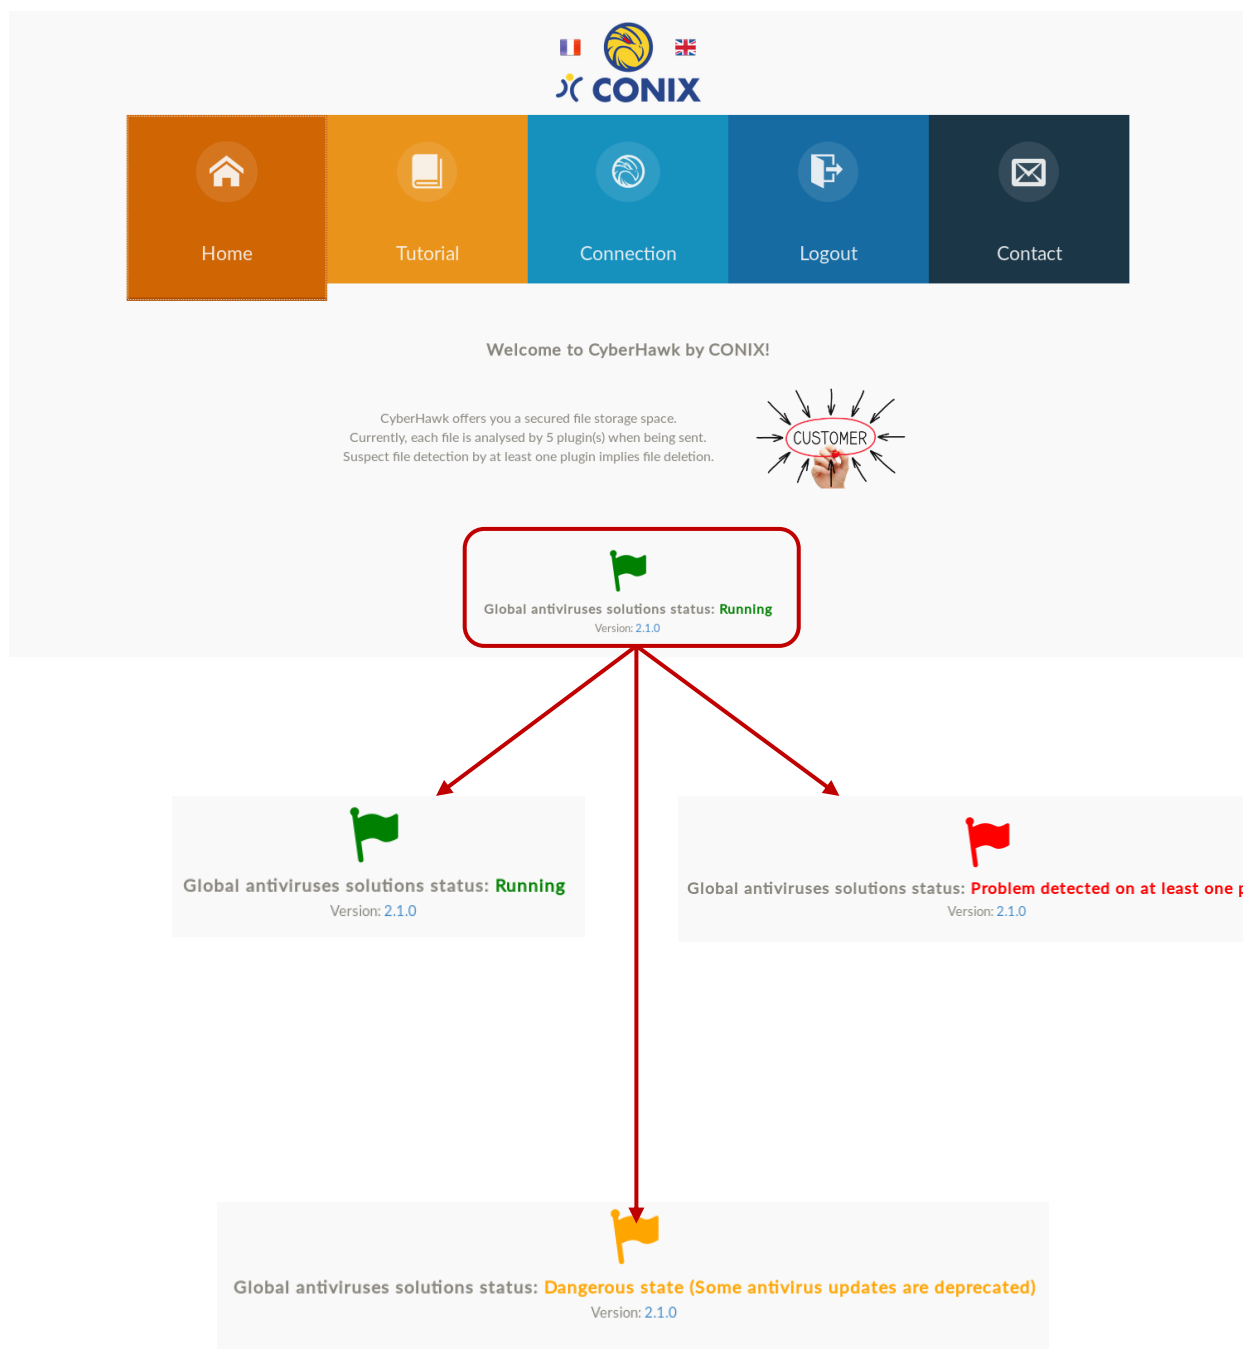 CONIX
Home
Tutorial
Connection
Logout
Contact
Welcome to CyberHawk by CONIX!
CyberHawk offers you a secured file storage space.
Currently, each file is analysed by 5 plugin(s) when being sent.
Suspect file detection by at least one plugin implies file deletion.
CUSTOMER
Global antiviruses solutions status: Running
Version: 2.1.0
Global antiviruses solutions status: Running
Version: 2.1.0
Global antiviruses solutions status: Problem detected on at least one p
Version: 2.1.0
Global antiviruses solutions status: Dangerous state (Some antivirus updates are deprecated)
Version: 2.1.0